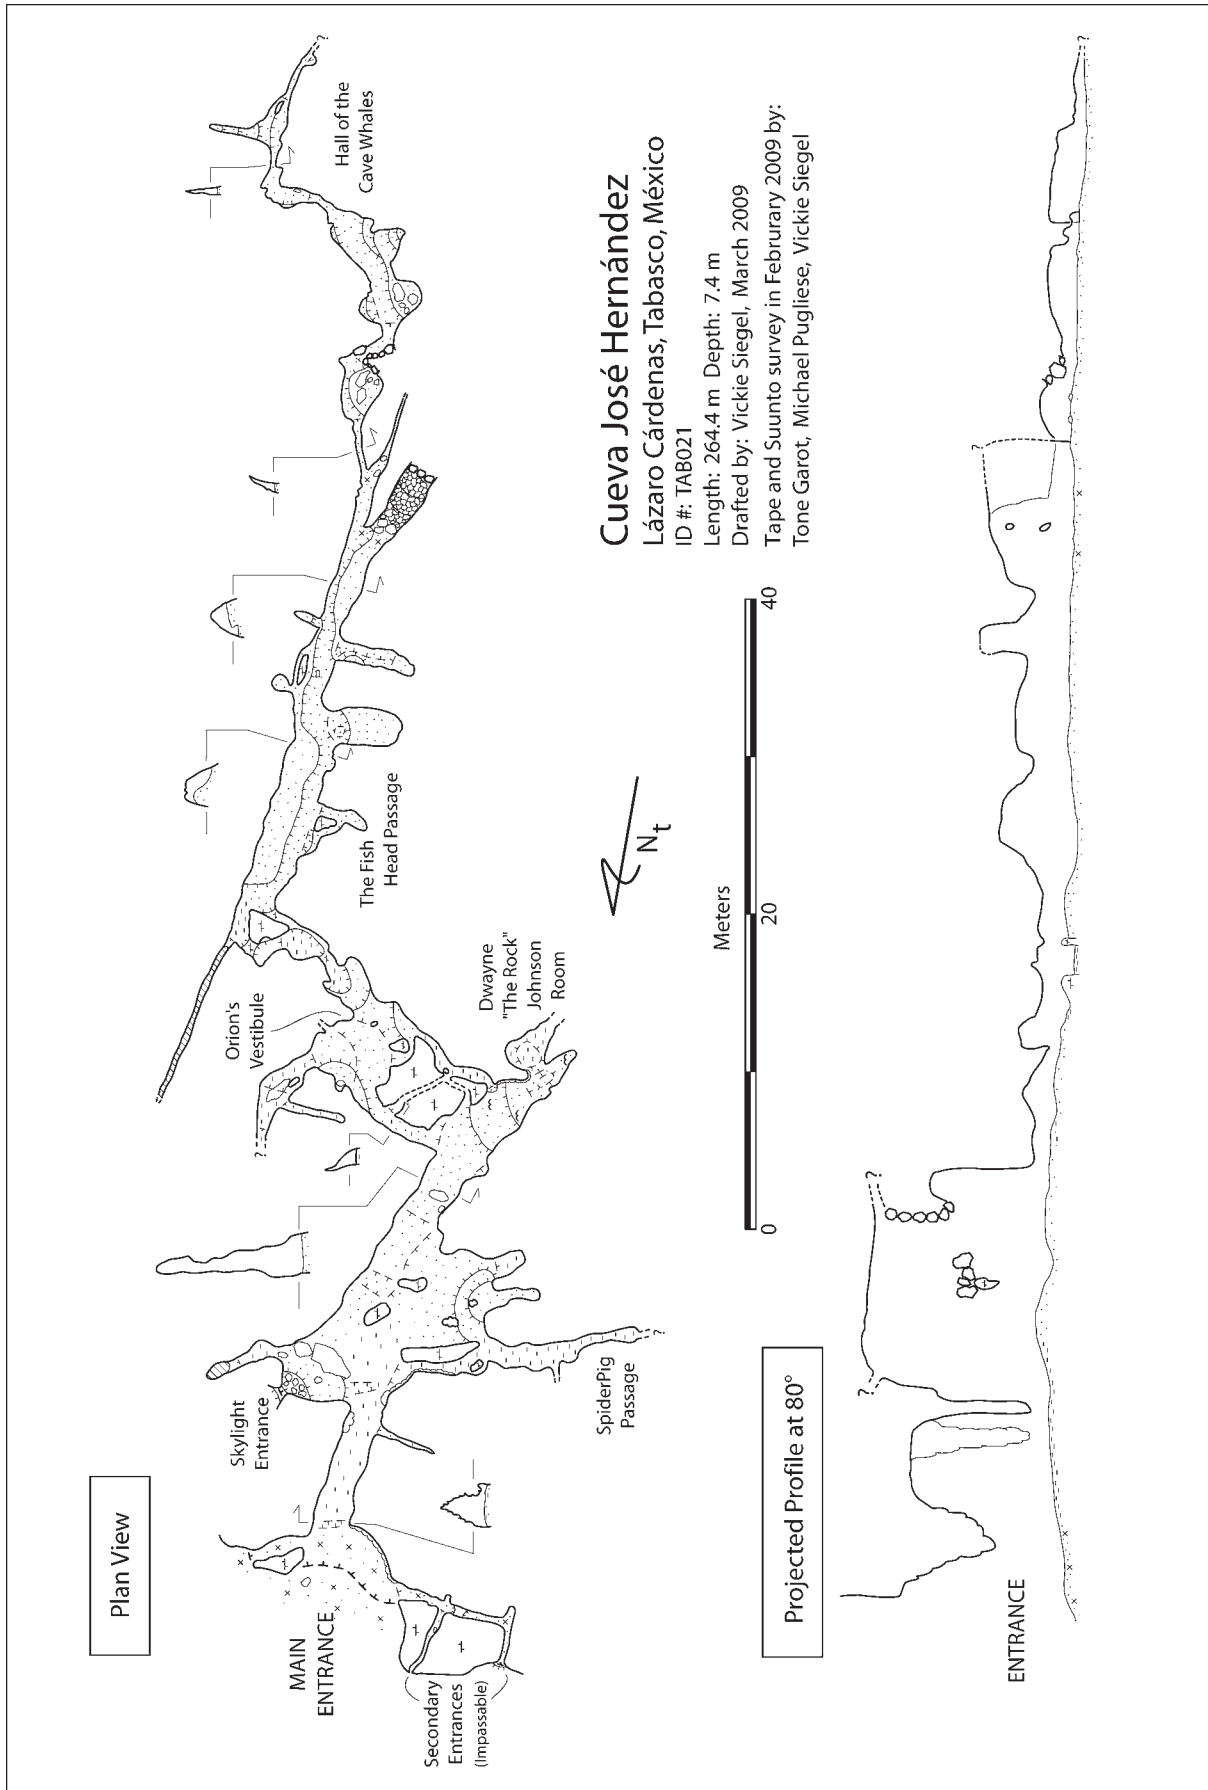 Plan View
MAIN
ENTRANCE
Secondary
Entrances
(Impassable)
Skylight
Entrance
SpiderPig
Passage
?
Orion's
Vestibule
?
?
Dwayne
"The Rock"
Johnson
Room
The Fish
Head Passage
Hall of the
Cave Whales
?
Nt
Meters
0
20
40
Cueva José Hernández
Lázaro Cárdenas, Tabasco, México
ID #: TAB021
Length: 264.4 m Depth: 7.4 m
Drafted by: Vickie Siegel, March 2009
Tape and Suunto survey in Februrary 2009 by:
Tone Garot, Michael Pugliese, Vickie Siegel
Projected Profile at 80°
ENTRANCE
?
?
?
?